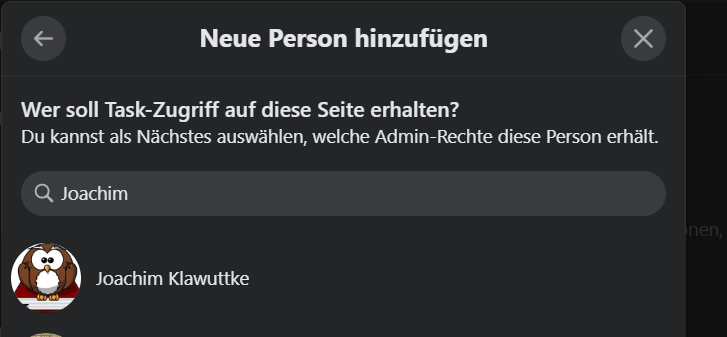 Neue Person hinzufügen
Wer soll Task-Zugriff auf diese Seite erhalten?
Du kannst als Nächstes auswählen, welche Admin-Rechte diese Person erhält.
Joachim
onen,
Joachim Klawuttke